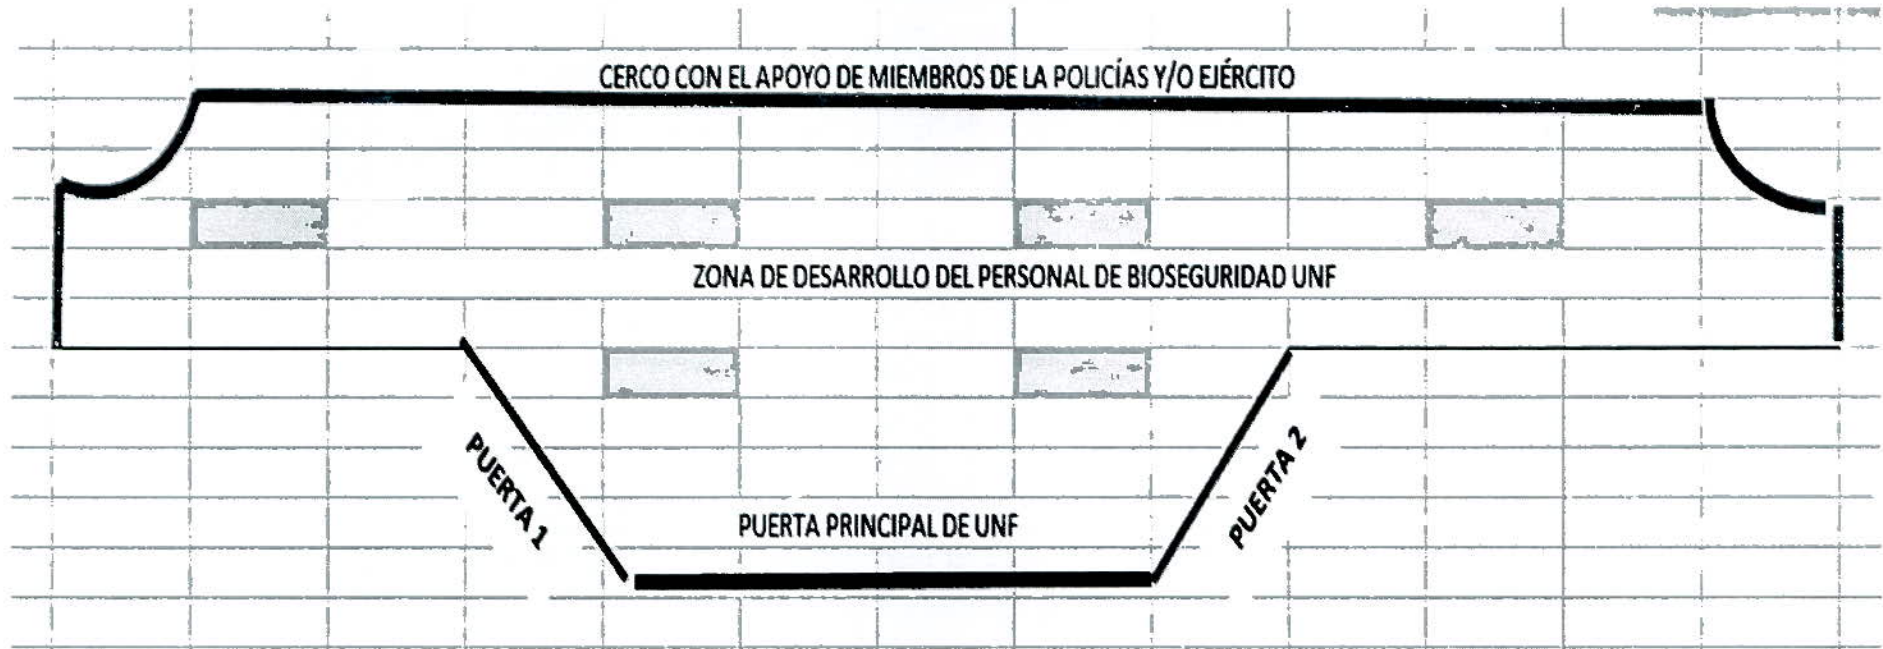 CERCO CON EL APOYO DE MIEMBROS DE LA POLICÍAS Y/O EJÉRCITO
ZONA DE DESARROLLO DEL PERSONAL DE BIOSEGURIDAD UNF
PUERTA 1
PUERTA 2
PUERTA PRINCIPAL DE UNF